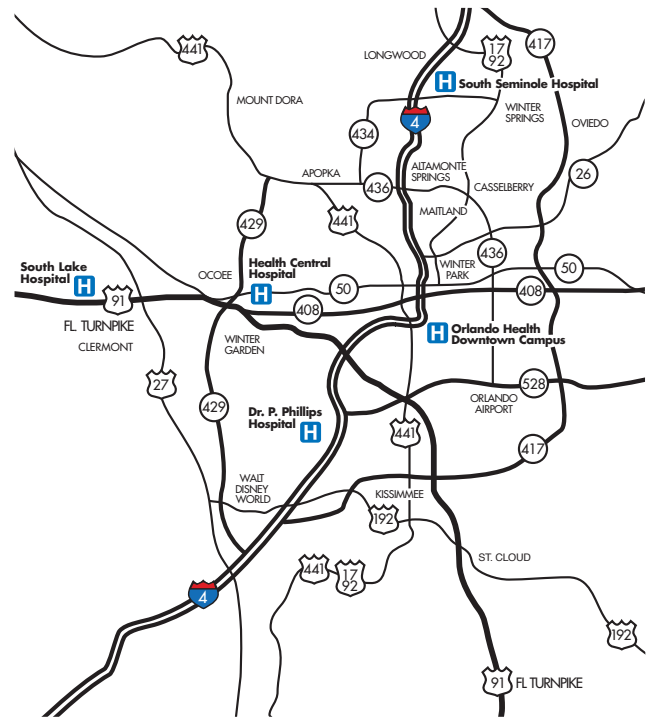 LONGWOOD
17
92
417
441
H South Seminole Hospital
MOUNT DORA
4
WINTER
SPRINGS
434
OVIEDO
APOPKA
436
ALTAMONTE
SPRINGS
CASSELBERRY
26
441
MAITLAND
429
436
South Lake
Hospital H
OCOEE
Health Central
Hospital H
WINTER
PARK
50
50
91
408
408
FL TURNPIKE
CLERMONT
WINTER
GARDEN
H Orlando Health
Downtown Campus
27
429
528
ORLANDO
AIRPORT
Dr. P. Phillips
Hospital H
441
417
WALT
DISNEY
WORLD
KISSIMMEE
192
ST. CLOUD
441
17
92
4
192
91 FL TURNPIKE